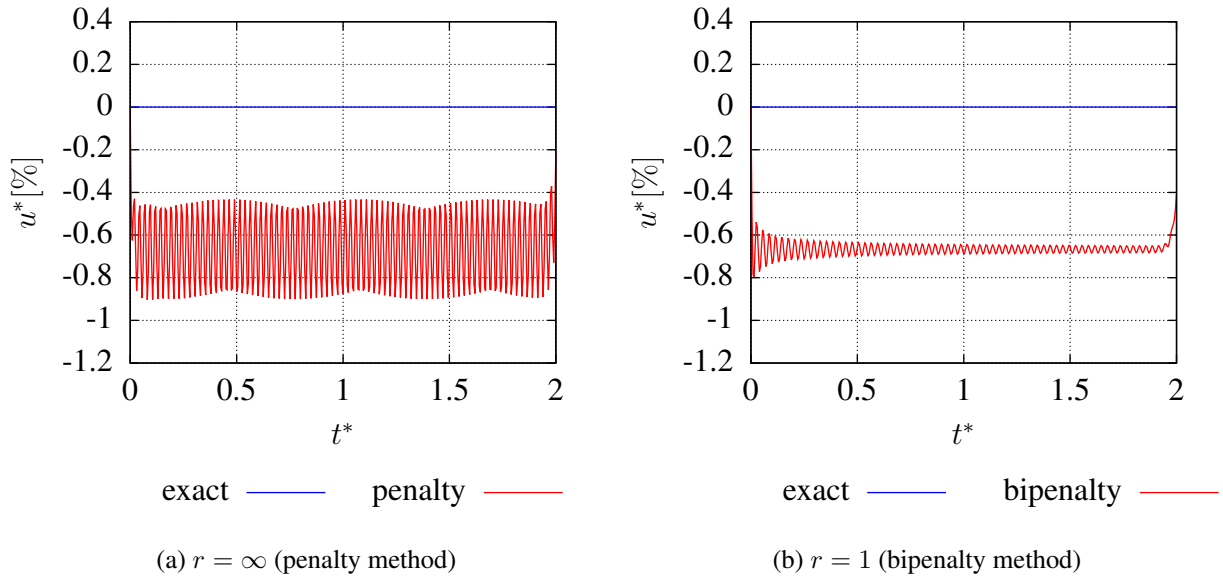 0.4
0.2
0
-0.2
-0.4
-0.6
-0.8
-1
-1.2
u* [%]
0 0.5 1 1.5 2
t*
exact penalty
(a) r = ∞ (penalty method)
0.4
0.2
0
-0.2
-0.4
-0.6
-0.8
-1
-1.2
u* [%]
0 0.5 1 1.5 2
t*
exact bipenalty
(b) r = 1 (bipenalty method)